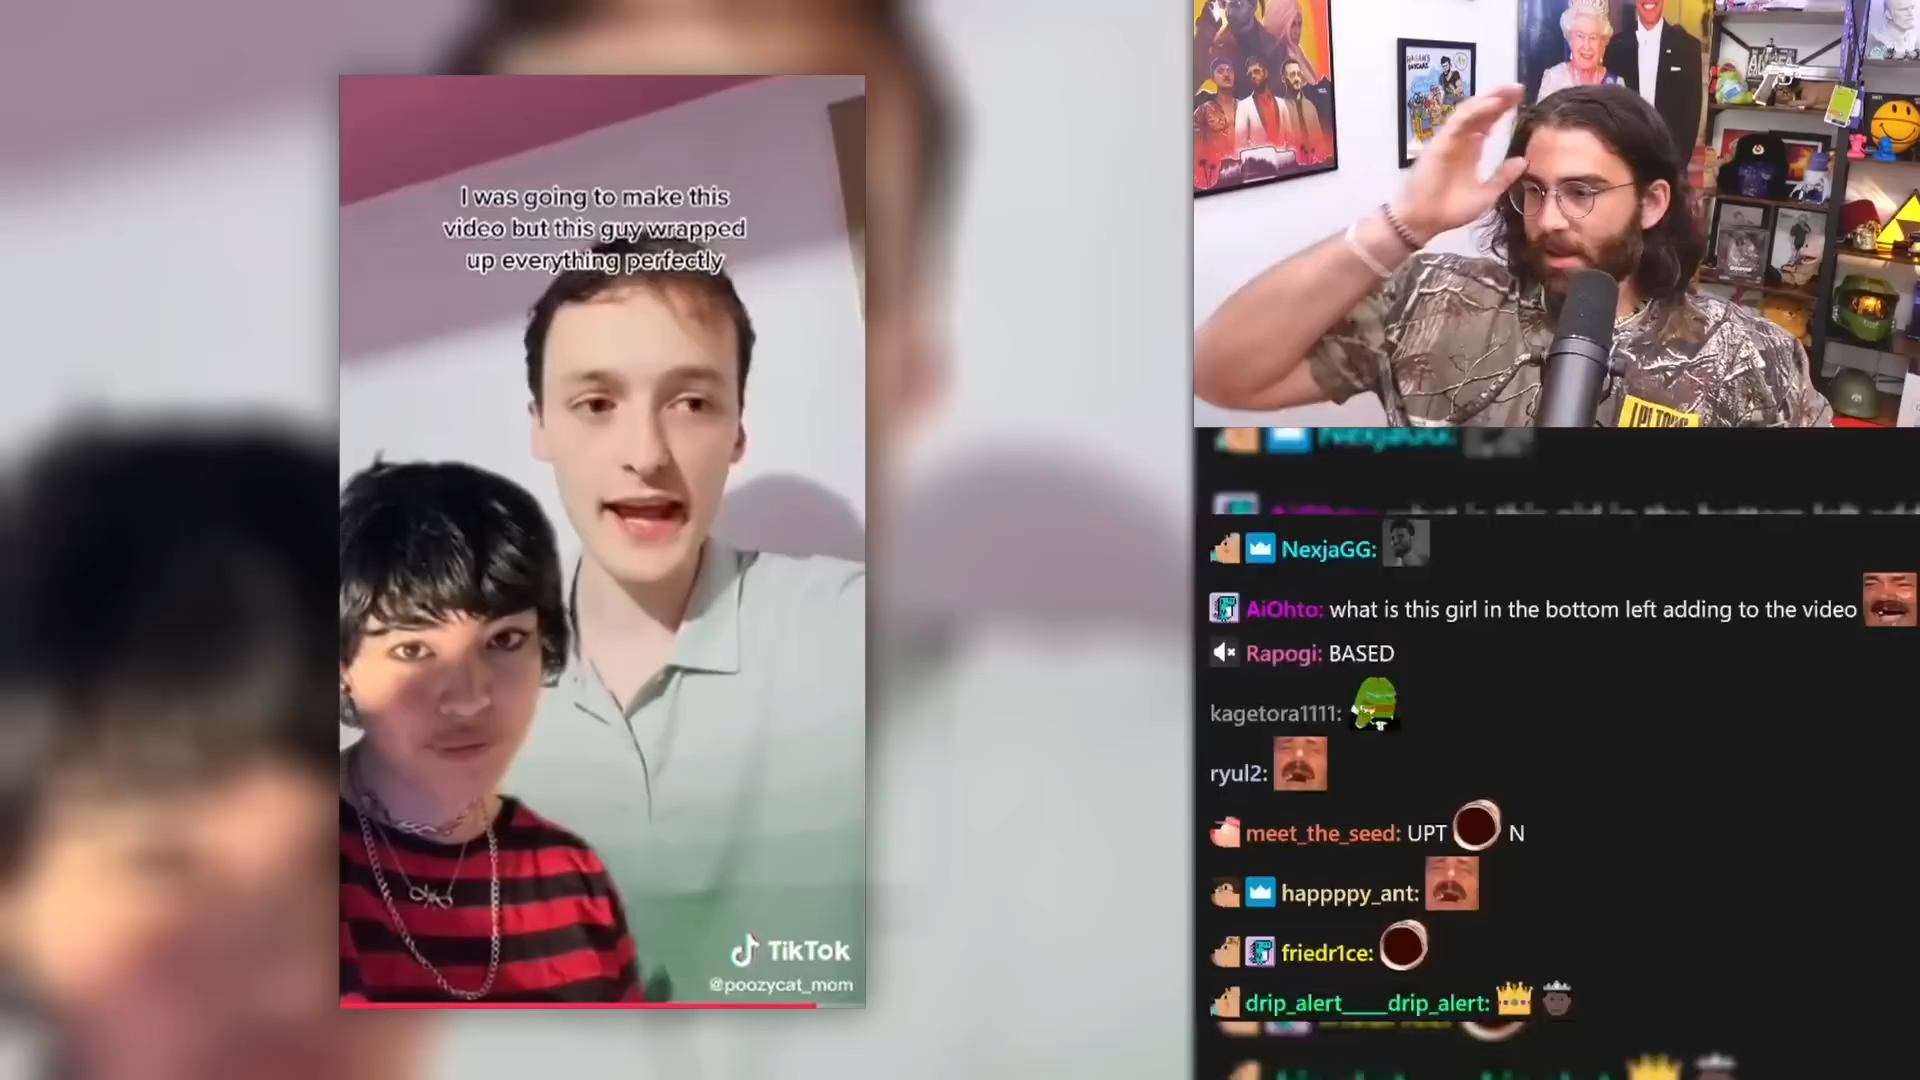 I was going to make this
video but this guy wrapped
up everything perfectly
TikTok
@poozycat_mom
NexjaGG:
AiOhto: what is this girl in the bottom left adding to the video
Rapogi: BASED
kagetora1111:
ryul2:
meet_the_seed: UPT N
happppy_ant:
friedr1ce:
drip_alert____drip_alert: